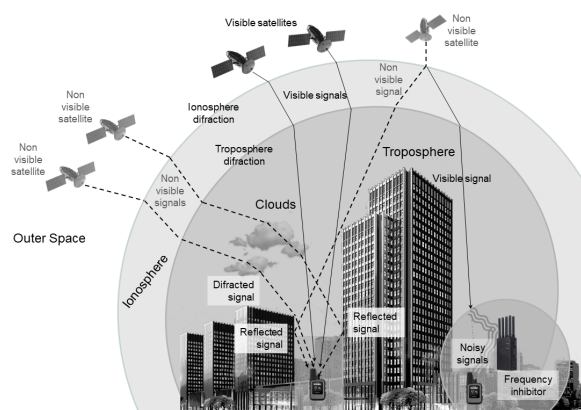 Visible satellites
Non
visible
satellite
Non
visible
satellite
Non
visible
satellite
Ionosphere
difraction
Visible signals
Non
visible
signal
Troposphere
difraction
Troposphere
Visible signal
Non
visible
signals
Clouds
Outer Space
Ionosphere
Difracted
signal
Reflected
signal
Reflected
signal
Noisy
signals
Frequency
inhibitor